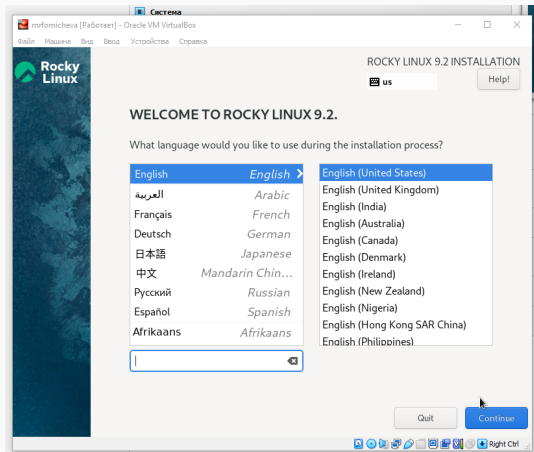 Система
mrfomicheva [Работает] - Oracle VM VirtualBox
Файл Машина Вид Ввод Устройства Справка
Rocky
Linux
ROCKY LINUX 9.2 INSTALLATION
us
Help!
WELCOME TO ROCKY LINUX 9.2.
What language would you like to use during the installation process?
English English
العربية Arabic
Français French
Deutsch German
日本語 Japanese
中文 Mandarin Chin...
Русский Russian
Español Spanish
Afrikaans Afrikaans
English (United States)
English (United Kingdom)
English (India)
English (Australia)
English (Canada)
English (Denmark)
English (Ireland)
English (New Zealand)
English (Nigeria)
English (Hong Kong SAR China)
English (Philippines)
Quit
Continue
Right Ctrl